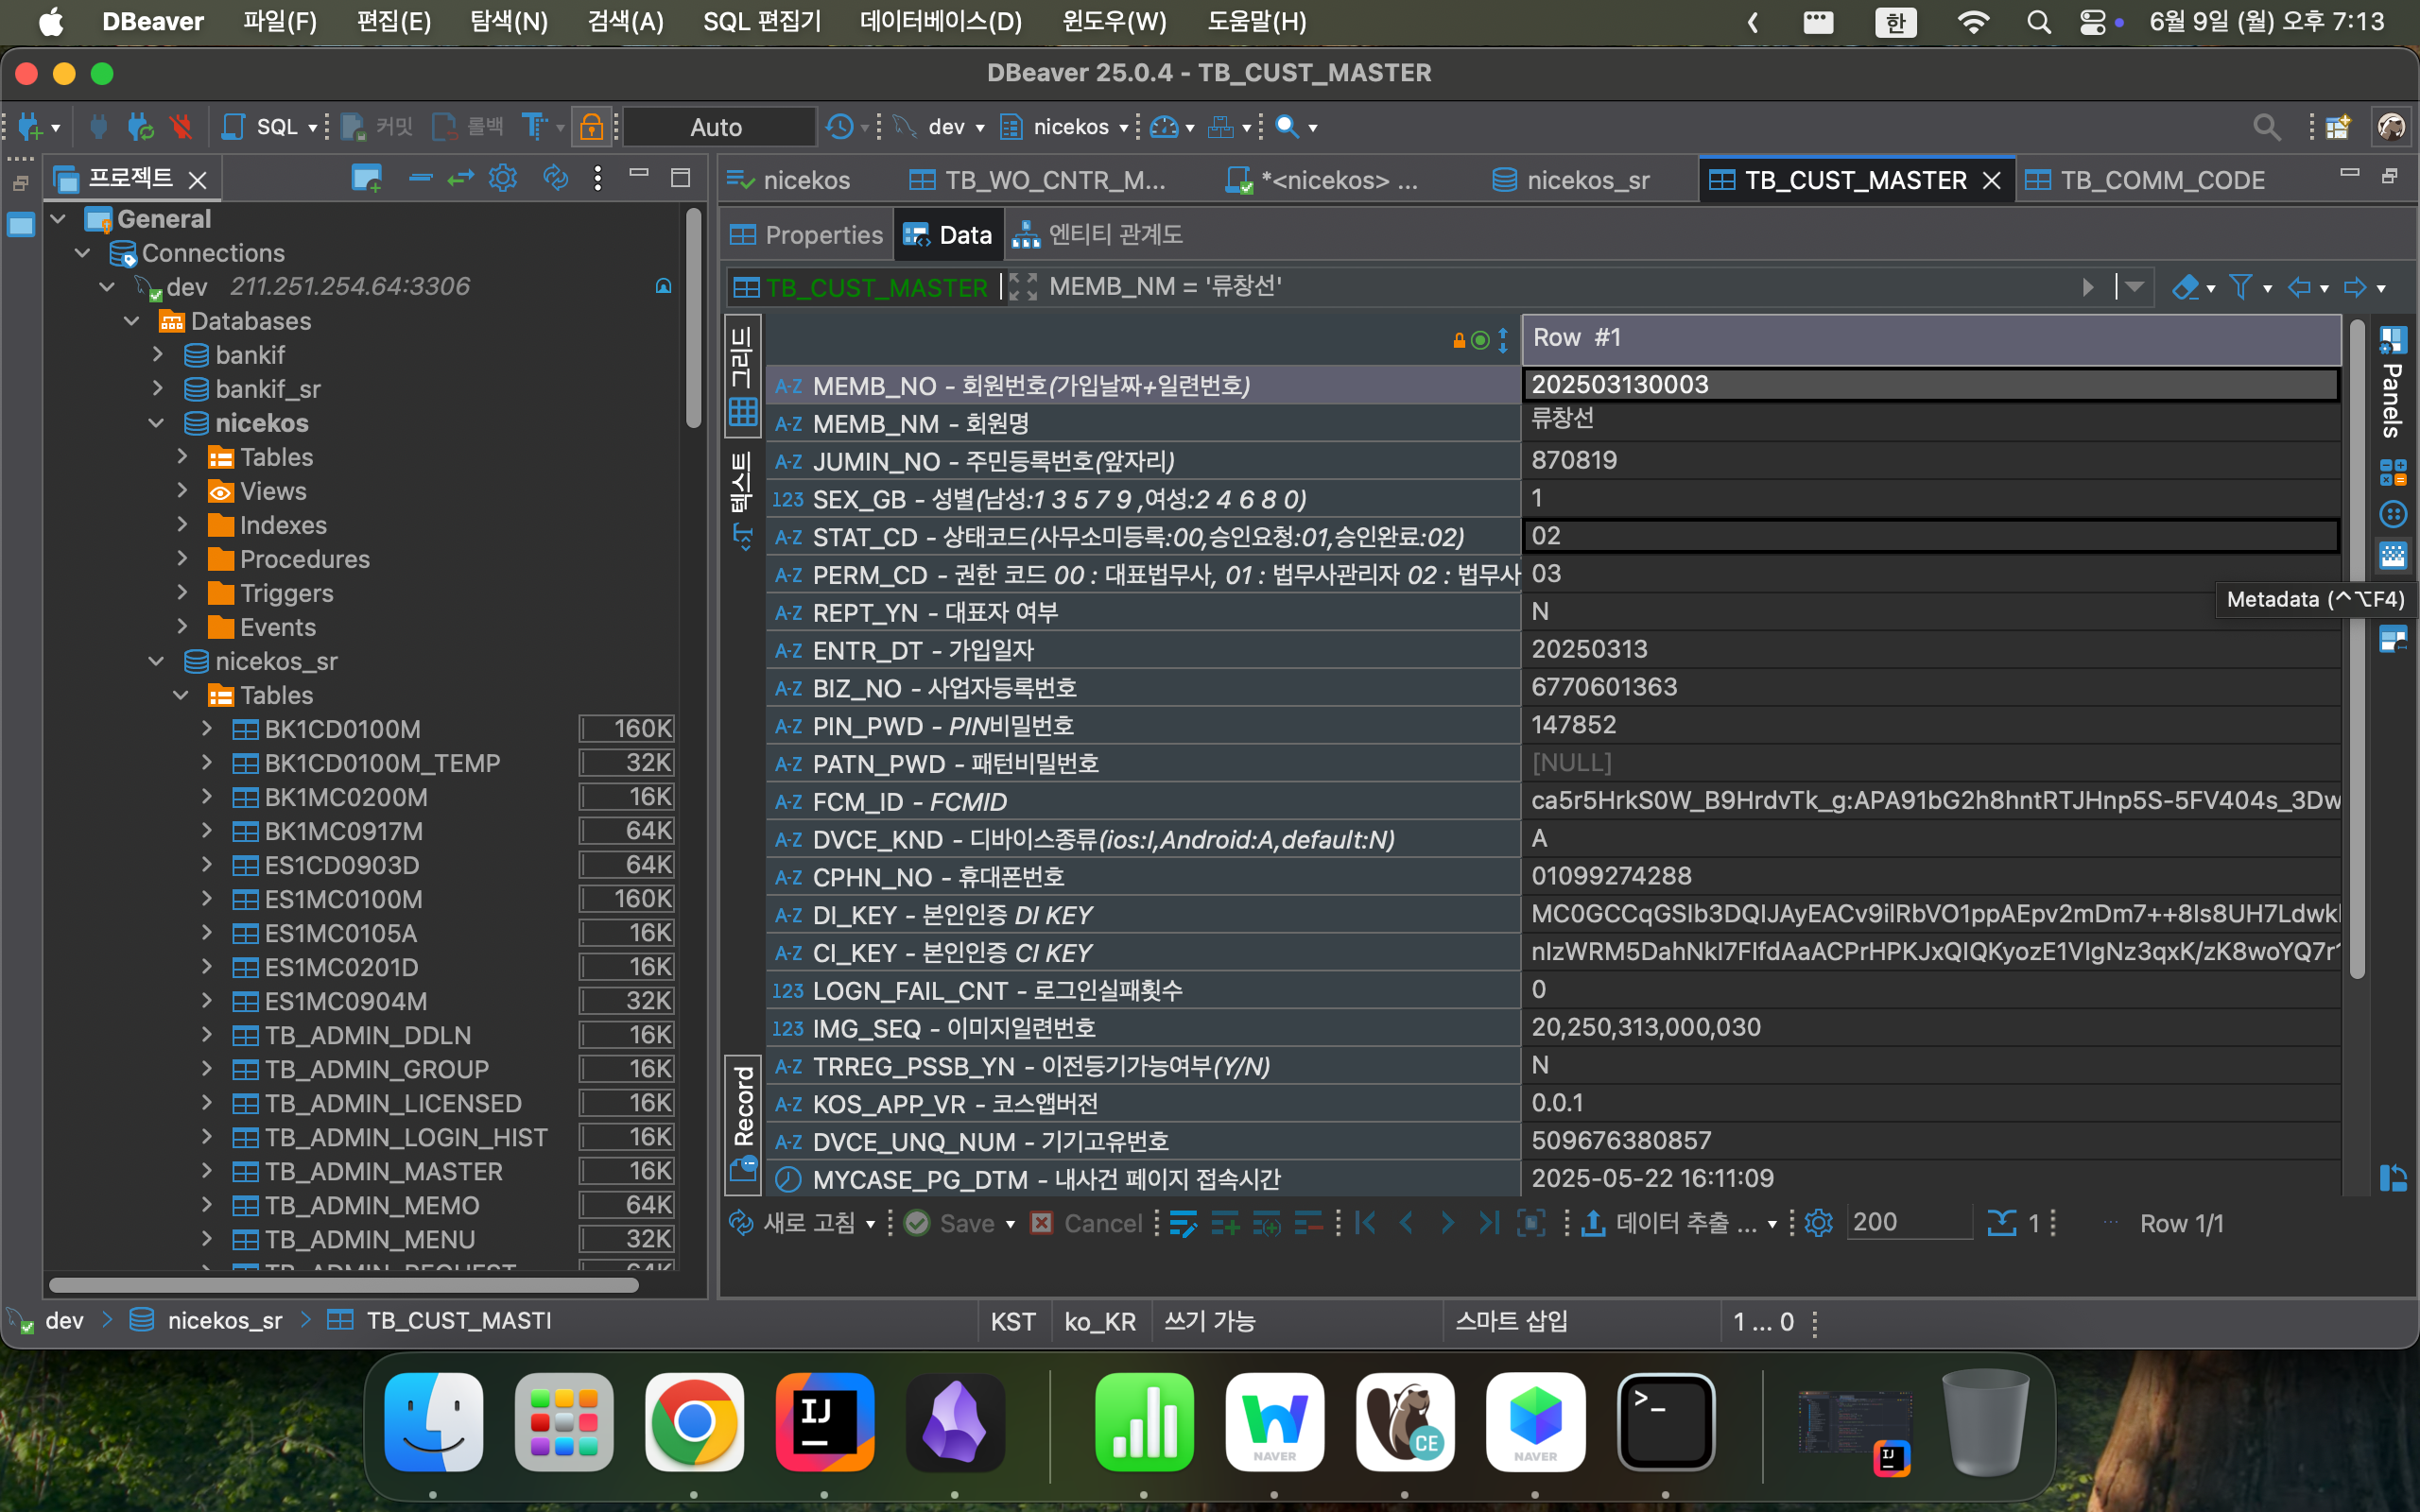 DBeaver 파일(F) 편집(E) 탐색(N) 검색(A) SQL 편집기 데이터베이스(D) 윈도우(W) 도움말(H) 한 6월 9일 (월) 오후 7:13
DBeaver 25.0.4 - TB_CUST_MASTER
SQL 커밋 롤백 Auto dev nicekos
프로젝트
nicekos TB_WO_CNTR_M... *<nicekos> ... nicekos_sr TB_CUST_MASTER TB_COMM_CODE
Properties Data 엔티티 관계도
TB_CUST_MASTER MEMB_NM = '류창선'
General
Connections
dev 211.251.254.64:3306
Databases
bankif
bankif_sr
nicekos
Tables
Views
Indexes
Procedures
Triggers
Events
nicekos_sr
Tables
BK1CD0100M 160K
BK1CD0100M_TEMP 32K
BK1MC0200M 16K
BK1MC0917M 64K
ES1CD0903D 64K
ES1MC0100M 160K
ES1MC0105A 16K
ES1MC0201D 16K
ES1MC0904M 32K
TB_ADMIN_DDLN 16K
TB_ADMIN_GROUP 16K
TB_ADMIN_LICENSED 16K
TB_ADMIN_LOGIN_HIST 16K
TB_ADMIN_MASTER 16K
TB_ADMIN_MEMO 64K
TB_ADMIN_MENU 32K
TB_ADMIN_REQUEST 64K
그리드
텍스트
Record
Row #1
A-Z MEMB_NO - 회원번호(가입날짜+일련번호) 202503130003
A-Z MEMB_NM - 회원명 류창선
A-Z JUMIN_NO - 주민등록번호(앞자리) 870819
123 SEX_GB - 성별(남성:1 3 5 7 9 ,여성:2 4 6 8 0) 1
A-Z STAT_CD - 상태코드(사무소미등록:00,승인요청:01,승인완료:02) 02
A-Z PERM_CD - 권한 코드 00 : 대표법무사, 01 : 법무사관리자 02 : 법무사 03
A-Z REPT_YN - 대표자 여부 N
A-Z ENTR_DT - 가입일자 20250313
A-Z BIZ_NO - 사업자등록번호 6770601363
A-Z PIN_PWD - PIN비밀번호 147852
A-Z PATN_PWD - 패턴비밀번호 [NULL]
A-Z FCM_ID - FCMID ca5r5HrkS0W_B9HrdvTk_g:APA91bG2h8hntRTJHnp5S-5FV404s_3Dw
A-Z DVCE_KND - 디바이스종류(ios:I,Android:A,default:N) A
A-Z CPHN_NO - 휴대폰번호 01099274288
A-Z DI_KEY - 본인인증 DI KEY MC0GCCqGSIb3DQIJAyEACv9ilRbVO1ppAEpv2mDm7++8Is8UH7Ldwkl
A-Z CI_KEY - 본인인증 CI KEY nIzWRM5DahNkI7FIfdAaACPrHPKJxQIQKyozE1VIgNz3qxK/zK8woYQ7r1
123 LOGN_FAIL_CNT - 로그인실패횟수 0
123 IMG_SEQ - 이미지일련번호 20,250,313,000,030
A-Z TRREG_PSSB_YN - 이전등기가능여부(Y/N) N
A-Z KOS_APP_VR - 코스앱버전 0.0.1
A-Z DVCE_UNQ_NUM - 기기고유번호 509676380857
MYCASE_PG_DTM - 내사건 페이지 접속시간 2025-05-22 16:11:09
Panels
Metadata (^⌥F4)
새로 고침 Save Cancel 데이터 추출 ... 200 1 ... Row 1/1
dev nicekos_sr TB_CUST_MASTI KST ko_KR 쓰기 가능 스마트 삽입 1 ... 0
IJ
NAVER
CE
NAVER
>_
IJ